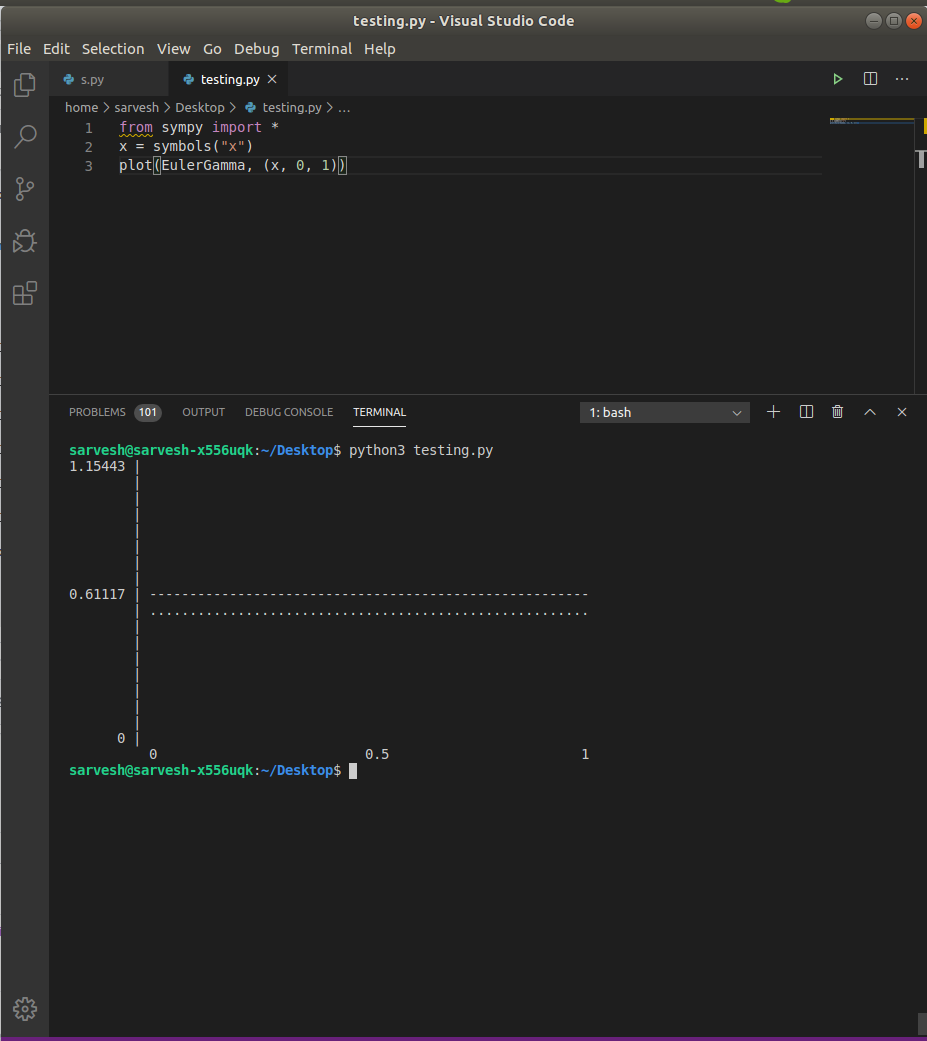 testing.py - Visual Studio Code
File Edit Selection View Go Debug Terminal Help
s.py testing.py
home > sarvesh > Desktop > testing.py > ...
1 from sympy import *
2 x = symbols("x")
3 plot(EulerGamma, (x, 0, 1))
PROBLEMS 101 OUTPUT DEBUG CONSOLE TERMINAL 1: bash
sarvesh@sarvesh-x556uqk:~/Desktop$ python3 testing.py
1.15443 |
|
|
|
|
|
|
|
0.61117 | -------------------------------------------------------
| .......................................................
|
|
|
|
|
|
|
0 |
0 0.5 1
sarvesh@sarvesh-x556uqk:~/Desktop$